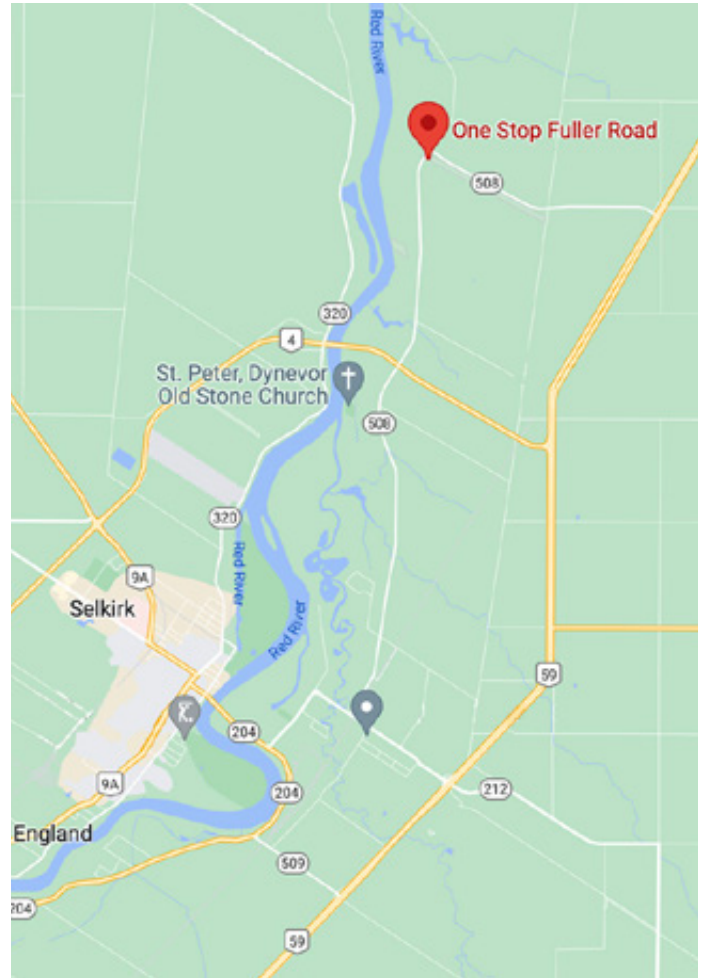 Red River
One Stop Fuller Road
508
320
4
St. Peter, Dynevor
Old Stone Church
508
320
9A
Red River
Selkirk
Red River
59
204
9A
204
212
England
509
204
59